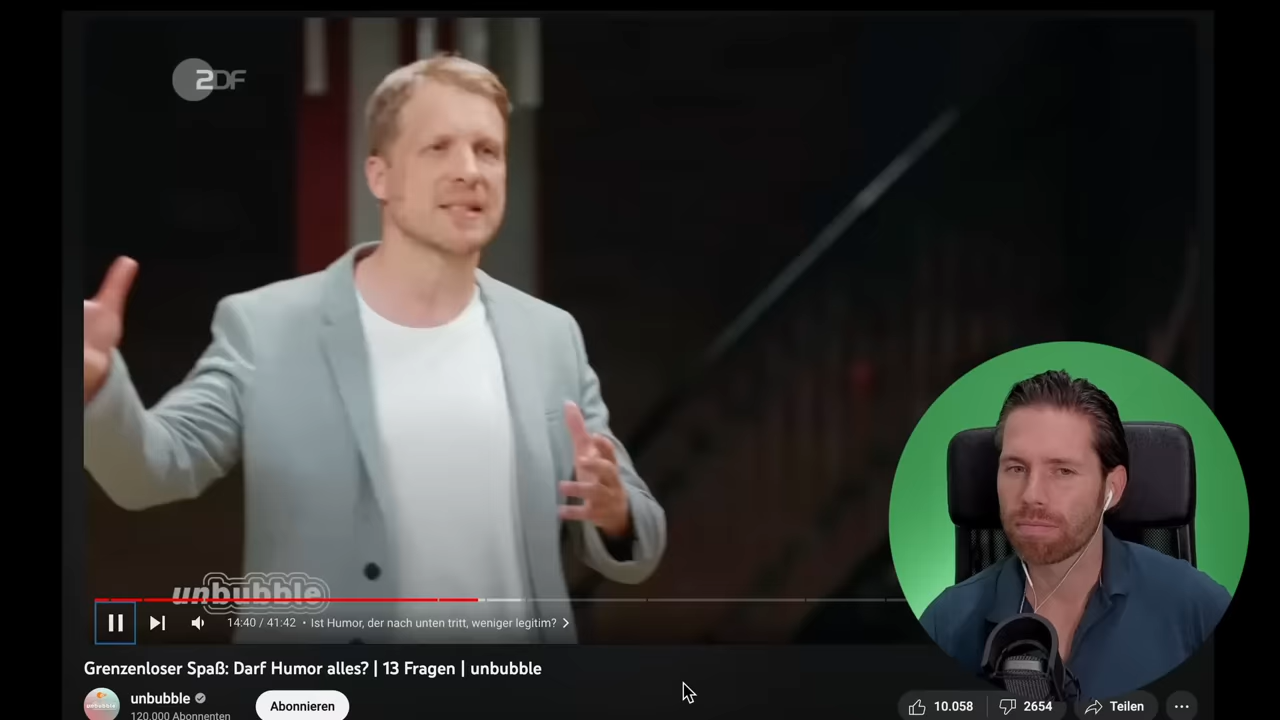 2DF
unbubble
14:40 / 41:42 • Ist Humor, der nach unten tritt, weniger legitim?
Grenzenloser Spaß: Darf Humor alles? | 13 Fragen | unbubble
unbubble
120.000 Abonnenten
Abonnieren
10.058
2654
Teilen